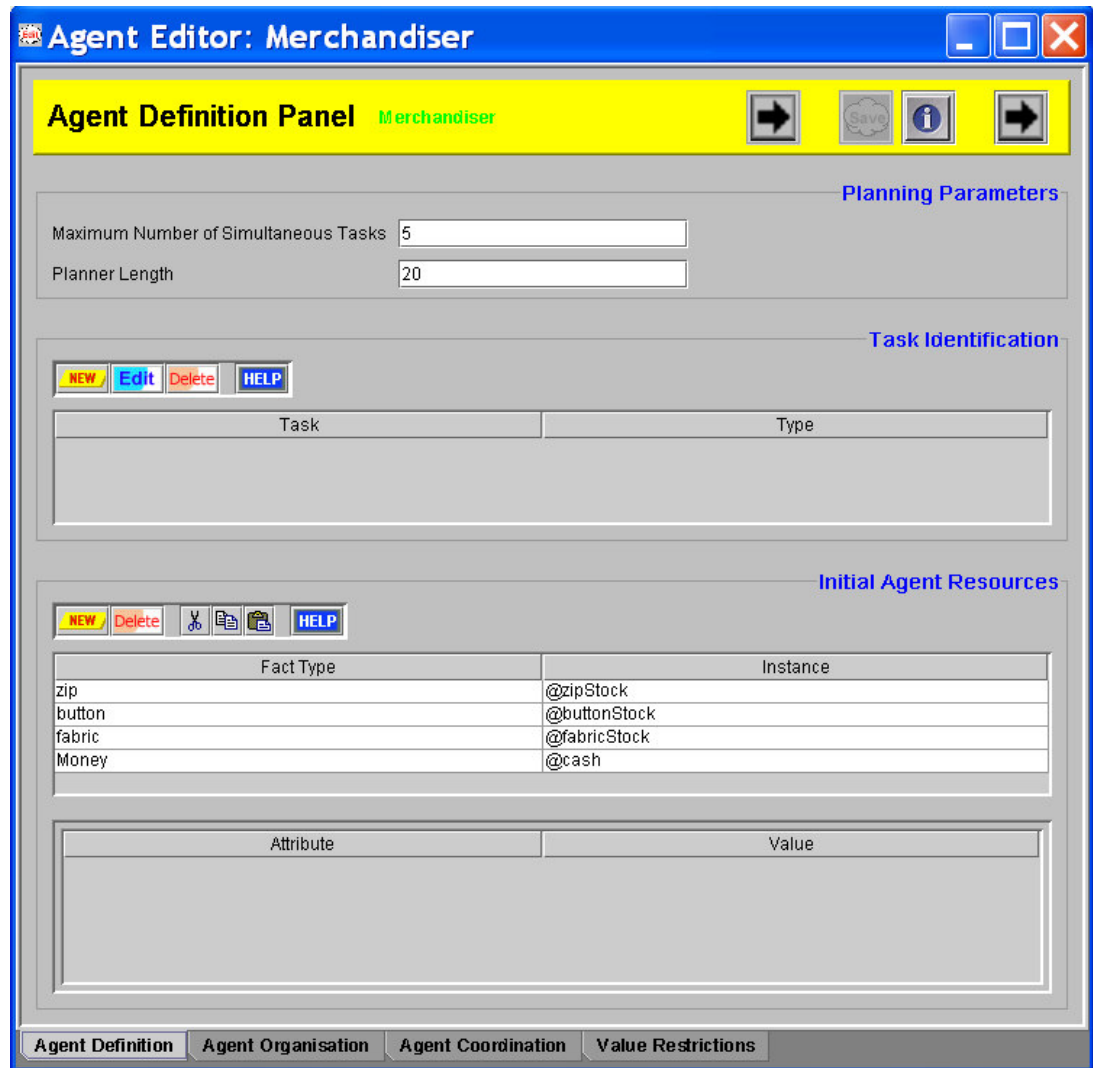 Agent Editor: Merchandiser
Agent Definition Panel Merchandiser Save i
Planning Parameters
Maximum Number of Simultaneous Tasks 5
Planner Length 20
Task Identification
NEW Edit Delete HELP
Task Type
Initial Agent Resources
NEW Delete HELP
Fact Type Instance
zip @zipStock
button @buttonStock
fabric @fabricStock
Money @cash
Attribute Value
Agent Definition Agent Organisation Agent Coordination Value Restrictions